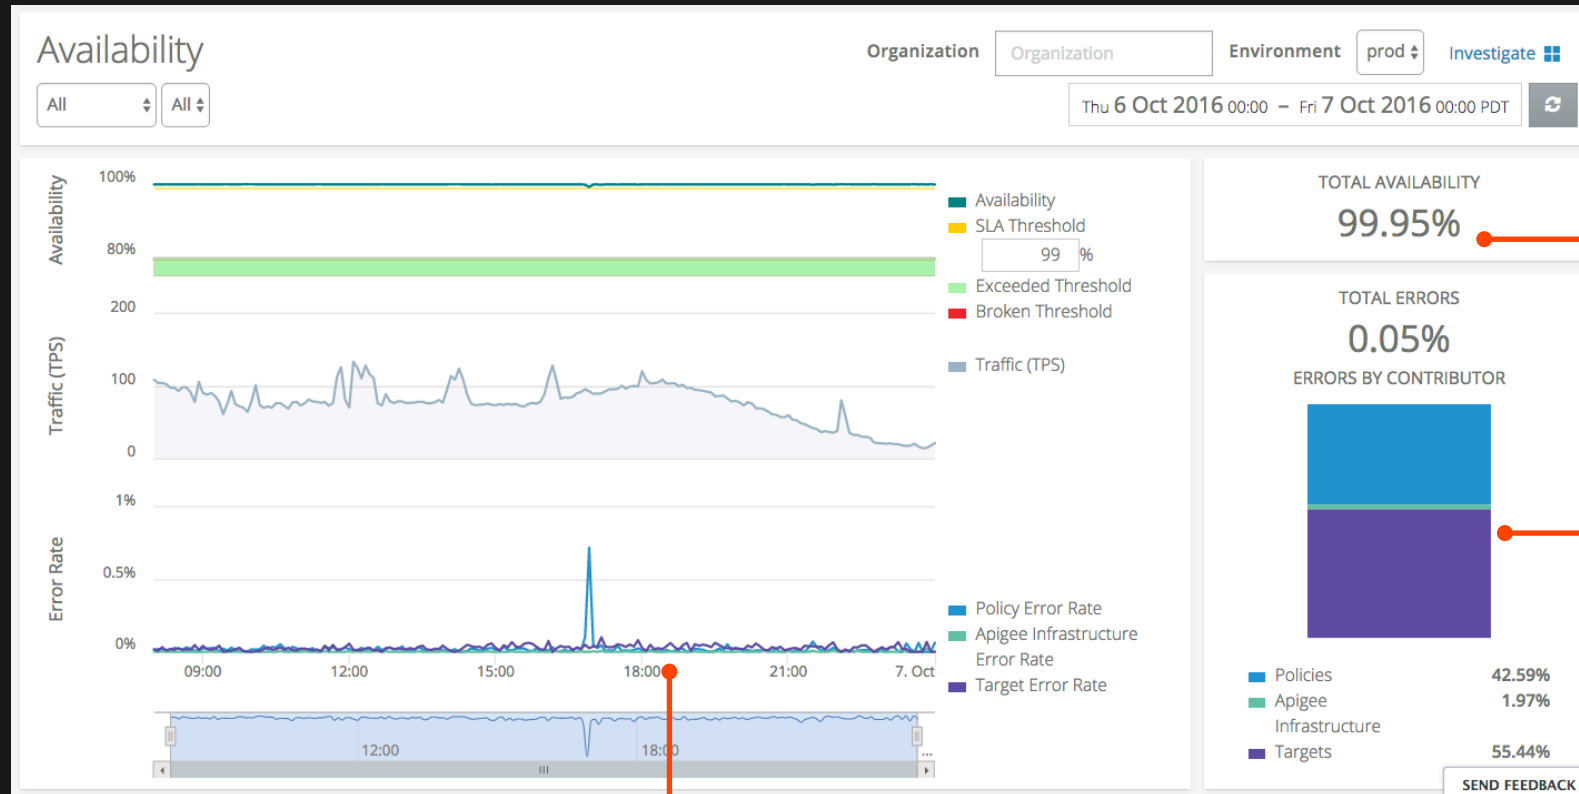 Availability
Organization
Organization
Environment
prod
Investigate
All
All
Thu 6 Oct 2016 00:00 – Fri 7 Oct 2016 00:00 PDT
Availability
100%
80%
Traffic (TPS)
200
100
0
Error Rate
1%
0.5%
0%
09:00
12:00
15:00
18:00
21:00
7. Oct
12:00
18:00
...
Availability
SLA Threshold
99 %
Exceeded Threshold
Broken Threshold
Traffic (TPS)
Policy Error Rate
Apigee Infrastructure
Error Rate
Target Error Rate
TOTAL AVAILABILITY
99.95%
TOTAL ERRORS
0.05%
ERRORS BY CONTRIBUTOR
Policies 42.59%
Apigee 1.97%
Infrastructure
Targets 55.44%
SEND FEEDBACK